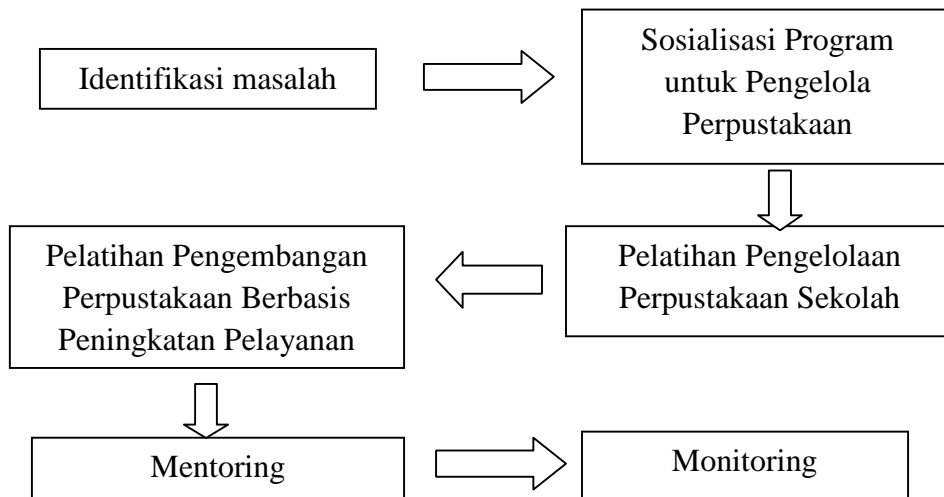 Identifikasi masalah
Sosialisasi Program
untuk Pengelola
Perpustakaan
Pelatihan Pengelolaan
Perpustakaan Sekolah
Pelatihan Pengembangan
Perpustakaan Berbasis
Peningkatan Pelayanan
Mentoring
Monitoring